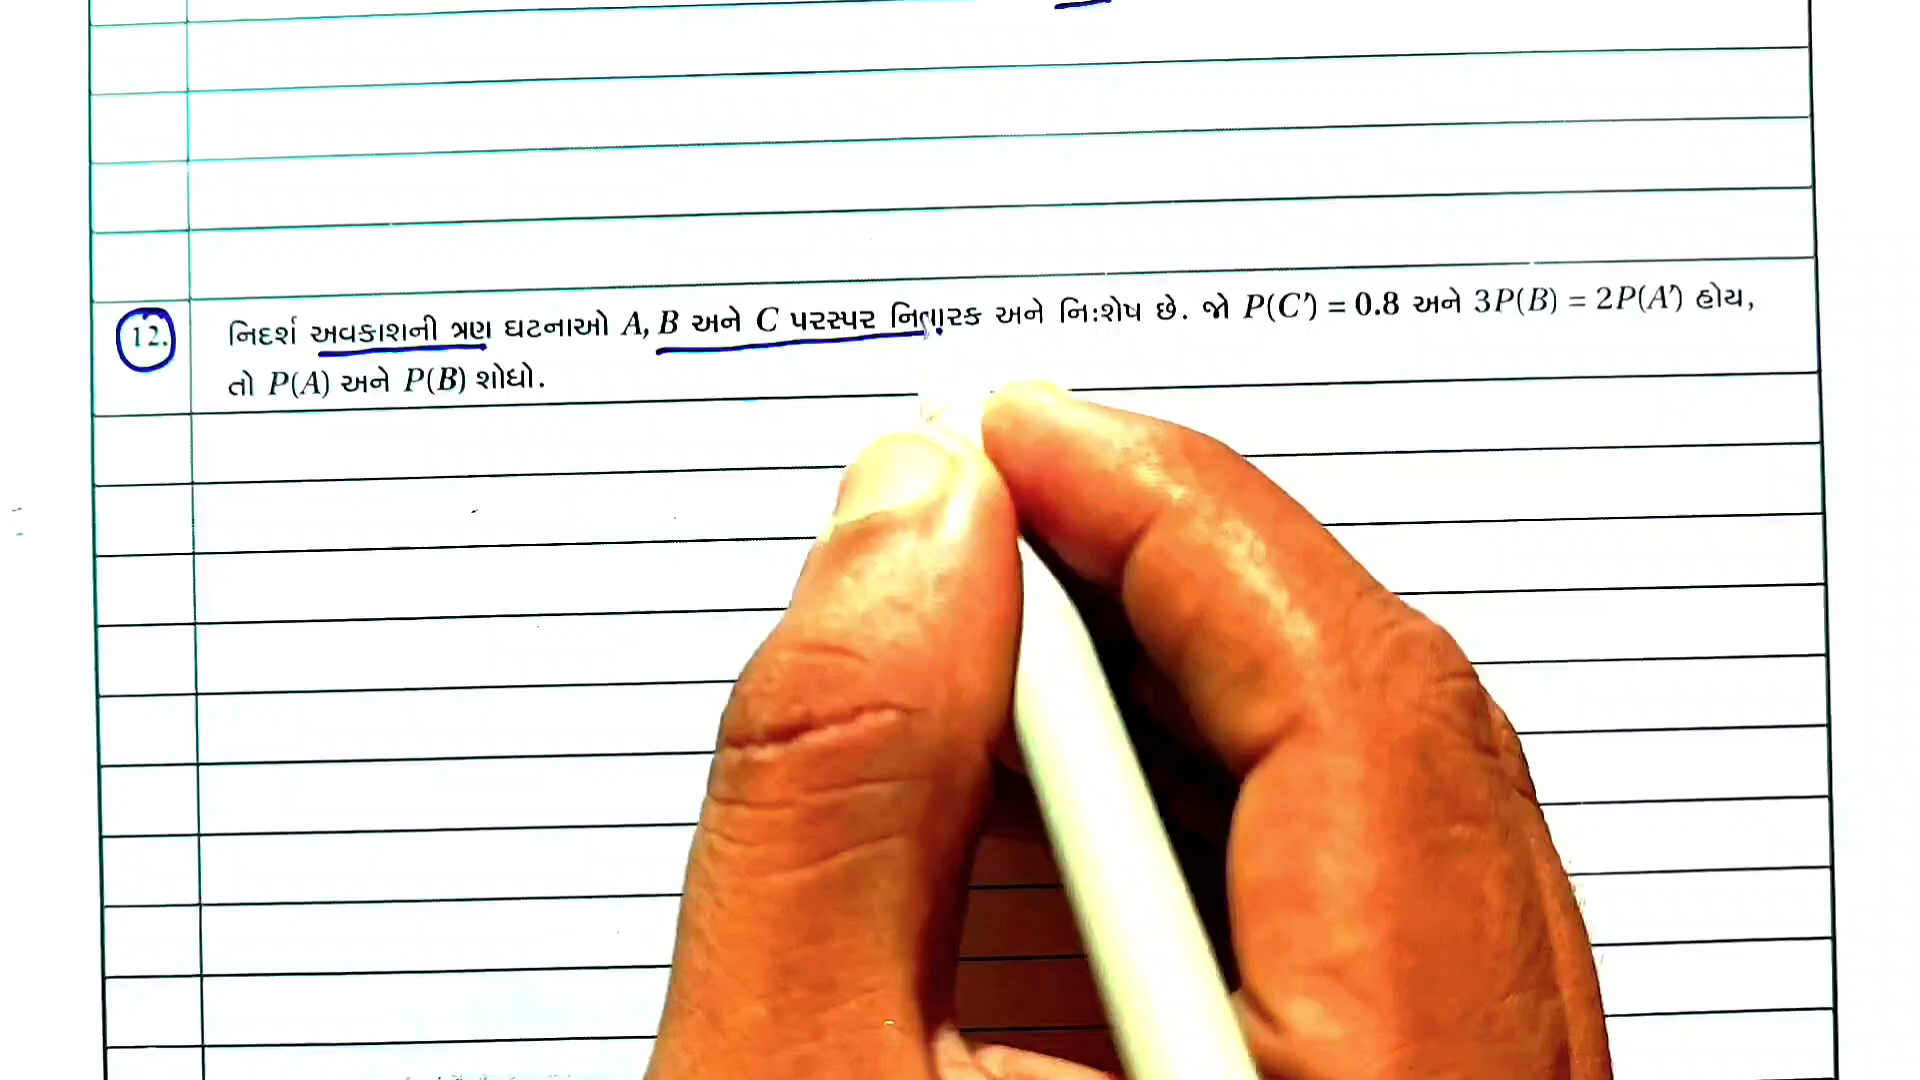 12. નિદર્શ અવકાશની ત્રણ ઘટનાઓ A, B અને C પરસ્પર નિવારક અને નિઃશેષ છે. જો P(C′) = 0.8 અને 3P(B) = 2P(A′) હોય,
તો P(A) અને P(B) શોધો.